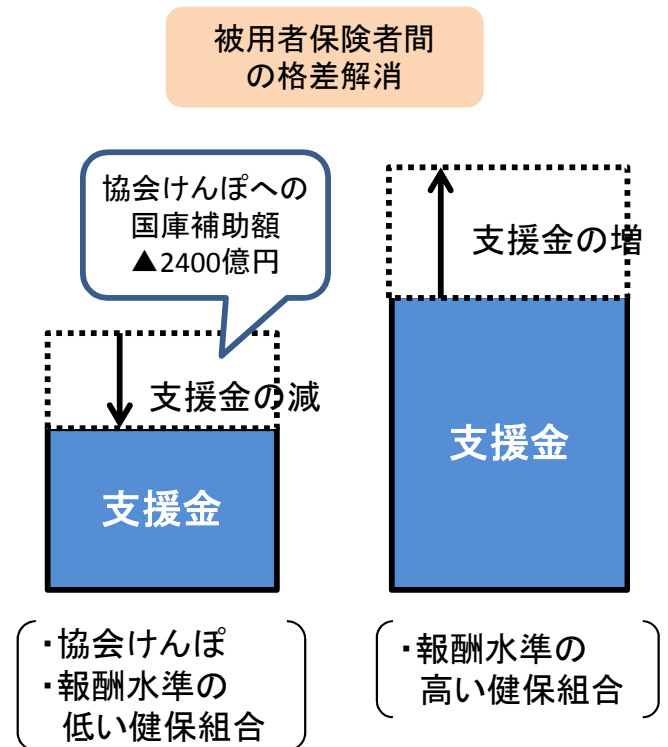 被用者保険者間
の格差解消
協会けんぽへの
国庫補助額
▲2400億円
支援金の減
支援金
・協会けんぽ
・報酬水準の
低い健保組合
支援金の増
支援金
・報酬水準の
高い健保組合